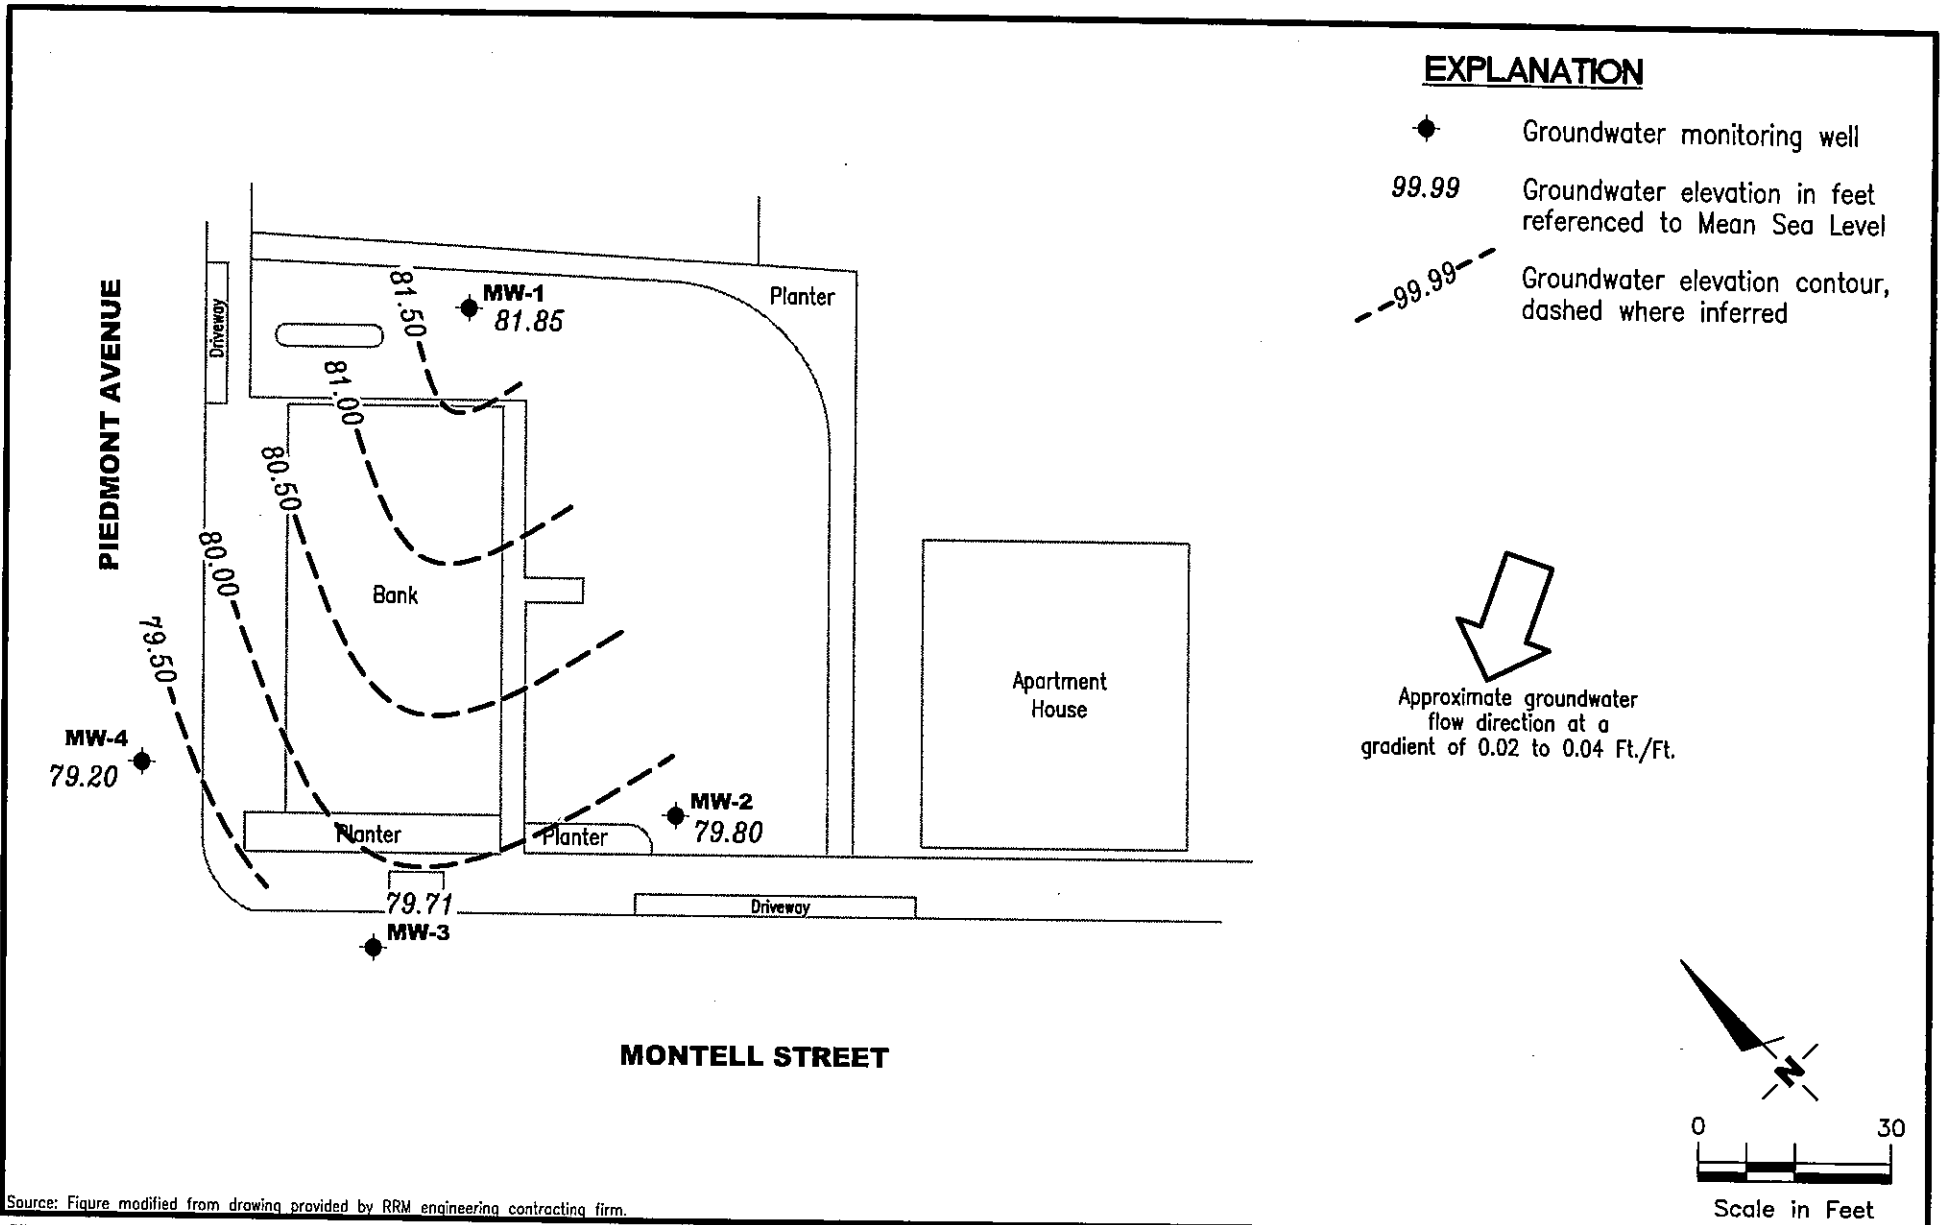 EXPLANATION
Groundwater monitoring well
99.99
Groundwater elevation in feet
referenced to Mean Sea Level
99.99
Groundwater elevation contour,
dashed where inferred
PIEDMONT AVENUE
Driveway
81.50
MW-1
81.85
Planter
81.00
80.50
80.00
79.50
Bank
MW-4
79.20
Planter
Planter
MW-2
79.80
79.71
MW-3
Driveway
Apartment
House
Approximate groundwater
flow direction at a
gradient of 0.02 to 0.04 Ft./Ft.
MONTELL STREET
N
0 30
Scale in Feet
Source: Figure modified from drawing provided by RRM engineering contracting firm.